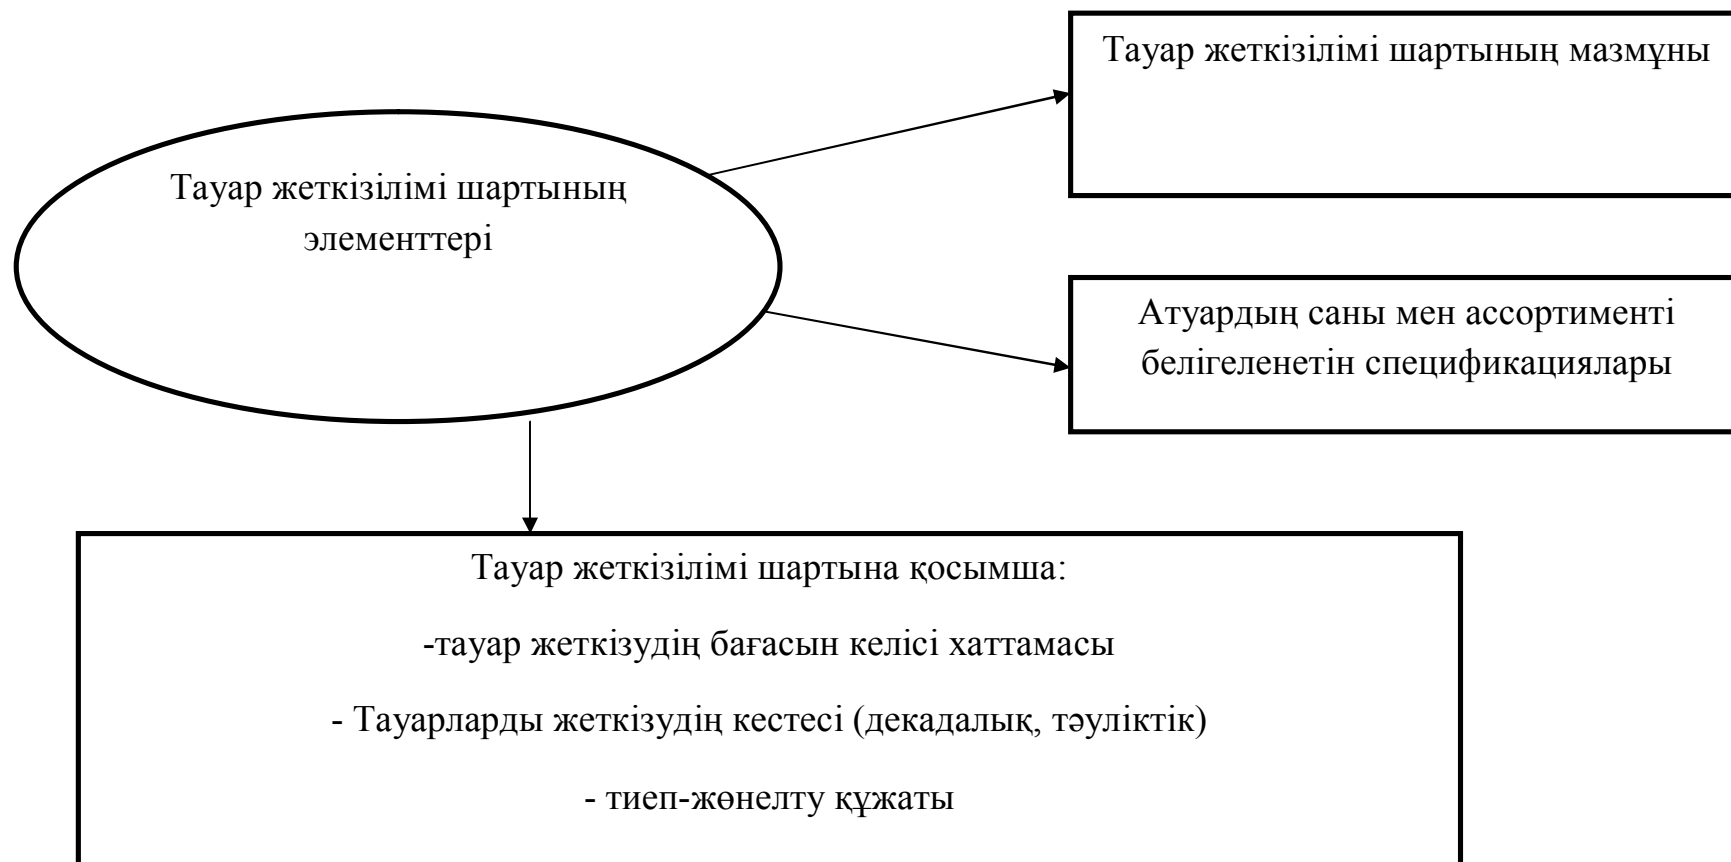 Тауар жеткізілімі шартының мазмұны
Тауар жеткізілімі шартының
элементтері
Атуардың саны мен ассортименті
белігеленетін спецификациялары
Тауар жеткізілімі шартына қосымша:
-тауар жеткізудің бағасын келісі хаттамасы
- Тауарларды жеткізудің кестесі (декадалық, тәуліктік)
- тиеп-жөнелту құжаты